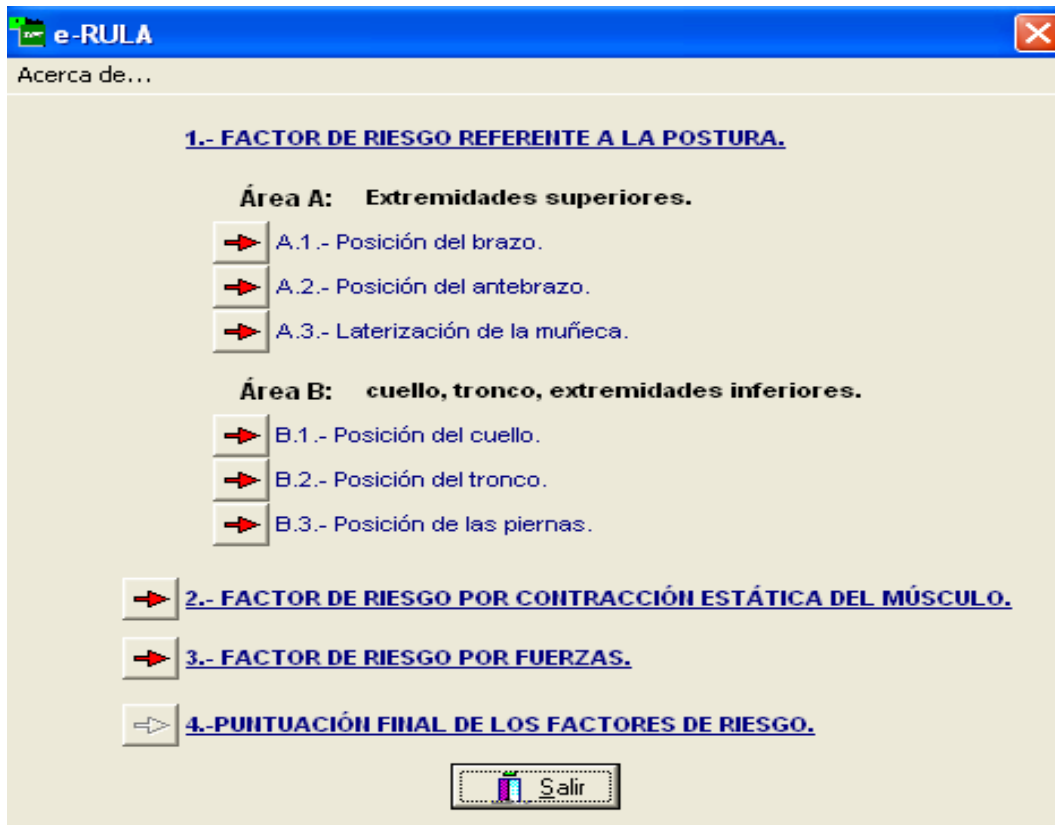 e-RULA
Acerca de...
1.- FACTOR DE RIESGO REFERENTE A LA POSTURA.
Área A: Extremidades superiores.
A.1.- Posición del brazo.
A.2.- Posición del antebrazo.
A.3.- Laterización de la muñeca.
Área B: cuello, tronco, extremidades inferiores.
B.1.- Posición del cuello.
B.2.- Posición del tronco.
B.3.- Posición de las piernas.
2.- FACTOR DE RIESGO POR CONTRACCIÓN ESTÁTICA DEL MÚSCULO.
3.- FACTOR DE RIESGO POR FUERZAS.
4.-PUNTUACIÓN FINAL DE LOS FACTORES DE RIESGO.
Salir